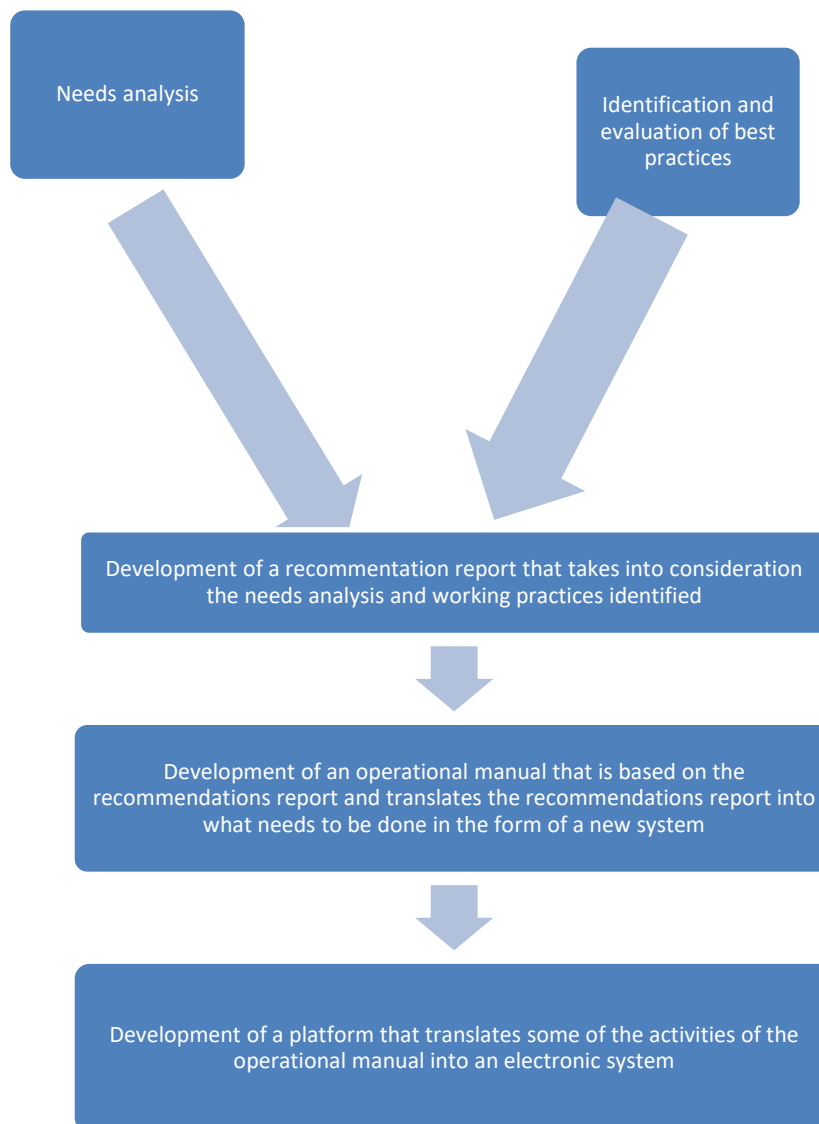 Needs analysis
Identification and
evaluation of best
practices
Development of a recommentation report that takes into consideration
the needs analysis and working practices identified
Development of an operational manual that is based on the
recommendations report and translates the recommendations report into
what needs to be done in the form of a new system
Development of a platform that translates some of the activities of the
operational manual into an electronic system